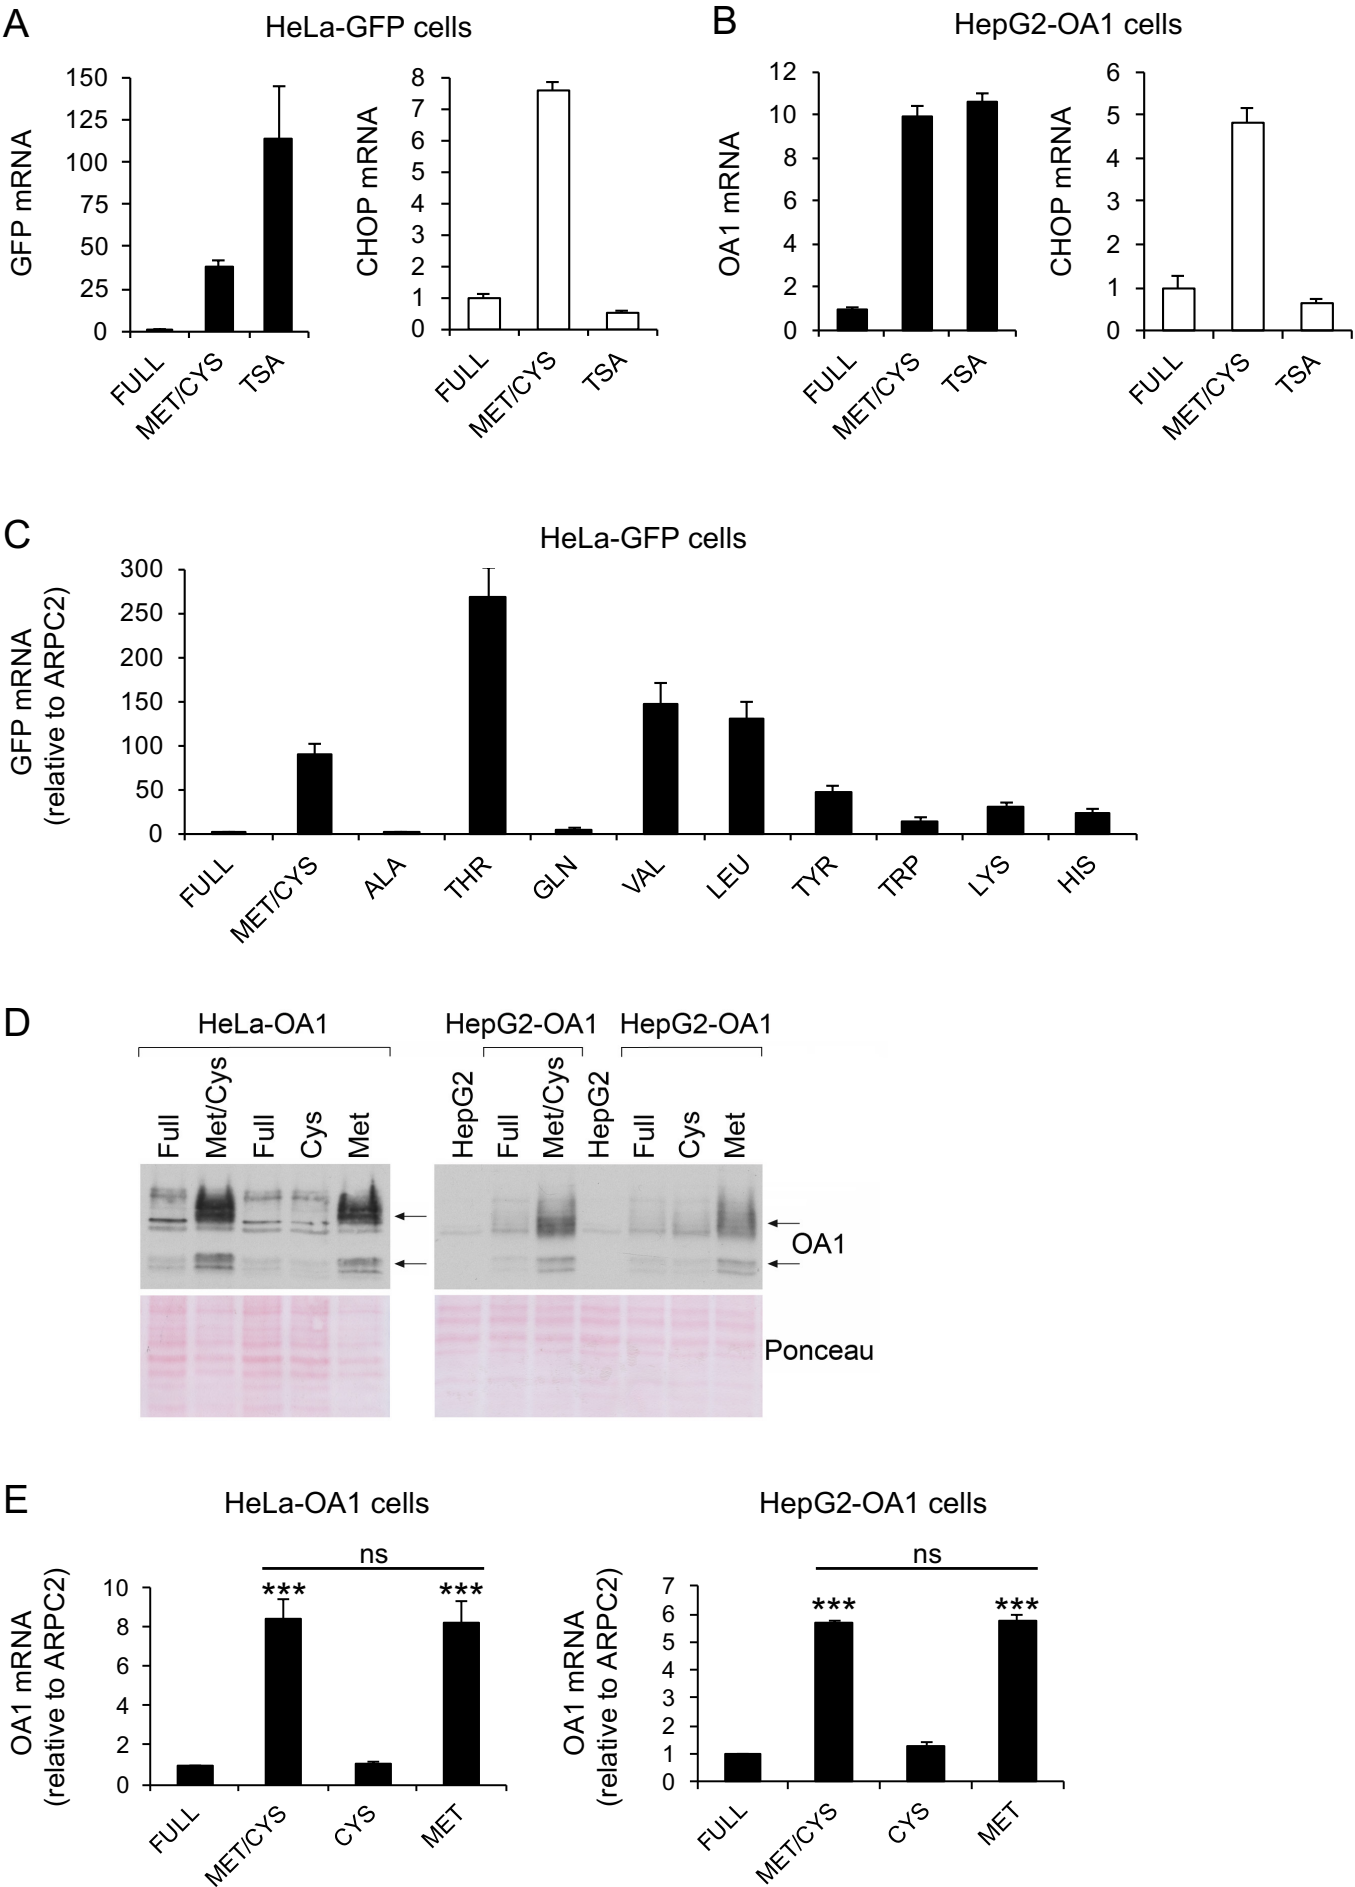 A
HeLa-GFP cells
GFP mRNA
150
125
100
75
50
25
0
FULL
MET/CYS
TSA
CHOP mRNA
8
7
6
5
4
3
2
1
0
FULL
MET/CYS
TSA
B
HepG2-OA1 cells
OA1 mRNA
12
10
8
6
4
2
0
FULL
MET/CYS
TSA
CHOP mRNA
6
5
4
3
2
1
0
FULL
MET/CYS
TSA
C
HeLa-GFP cells
GFP mRNA
(relative to ARPC2)
300
250
200
150
100
50
0
FULL
MET/CYS
ALA
THR
GLN
VAL
LEU
TYR
TRP
LYS
HIS
D
HeLa-OA1
HepG2-OA1
HepG2-OA1
Full
Met/Cys
Full
Cys
Met
HepG2
Full
Met/Cys
HepG2
Full
Cys
Met
OA1
Ponceau
E
HeLa-OA1 cells
OA1 mRNA
(relative to ARPC2)
ns
***
***
10
8
6
4
2
0
FULL
MET/CYS
CYS
MET
HepG2-OA1 cells
OA1 mRNA
(relative to ARPC2)
ns
***
***
7
6
5
4
3
2
1
0
FULL
MET/CYS
CYS
MET